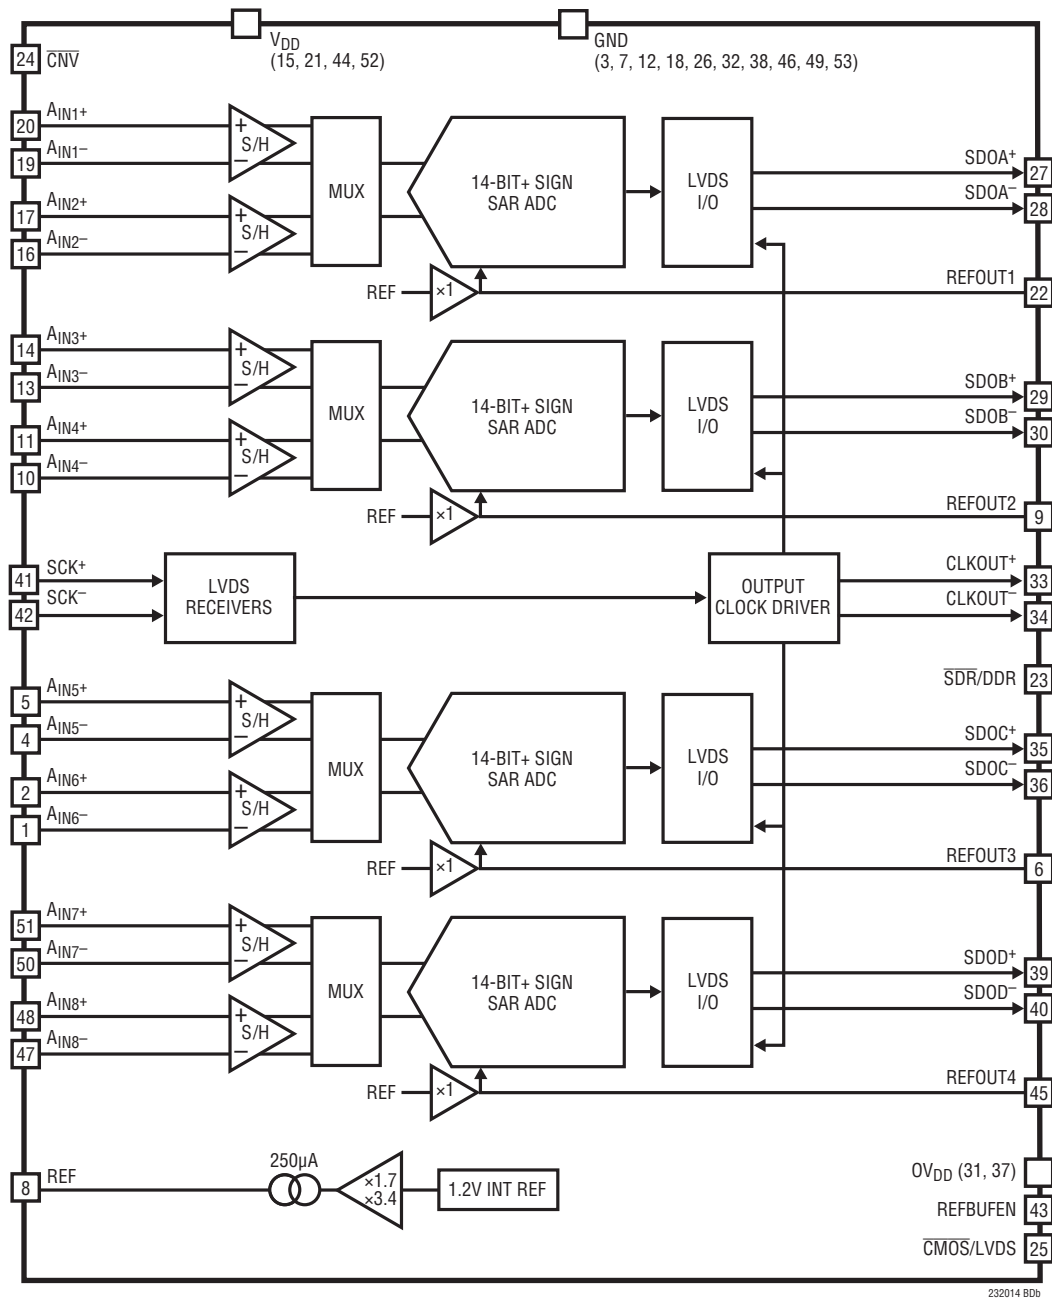 24 CNV
VDD
(15, 21, 44, 52)
GND
(3, 7, 12, 18, 26, 32, 38, 46, 49, 53)
20 AIN1+
19 AIN1–
17 AIN2+
16 AIN2–
+
S/H
–
+
S/H
–
MUX
14-BIT+ SIGN
SAR ADC
LVDS
I/O
SDOA+ 27
SDOA– 28
REF ×1
REFOUT1 22
14 AIN3+
13 AIN3–
11 AIN4+
10 AIN4–
+
S/H
–
+
S/H
–
MUX
14-BIT+ SIGN
SAR ADC
LVDS
I/O
SDOB+ 29
SDOB– 30
REF ×1
REFOUT2 9
41 SCK+
42 SCK–
LVDS
RECEIVERS
OUTPUT
CLOCK DRIVER
CLKOUT+ 33
CLKOUT– 34
SDR/DDR 23
5 AIN5+
4 AIN5–
2 AIN6+
1 AIN6–
+
S/H
–
+
S/H
–
MUX
14-BIT+ SIGN
SAR ADC
LVDS
I/O
SDOC+ 35
SDOC– 36
REF ×1
REFOUT3 6
51 AIN7+
50 AIN7–
48 AIN8+
47 AIN8–
+
S/H
–
+
S/H
–
MUX
14-BIT+ SIGN
SAR ADC
LVDS
I/O
SDOD+ 39
SDOD– 40
REF ×1
REFOUT4 45
8 REF
250µA
×1.7
×3.4
1.2V INT REF
OVDD (31, 37)
REFBUFEN 43
CMOS/LVDS 25
232014 BDb